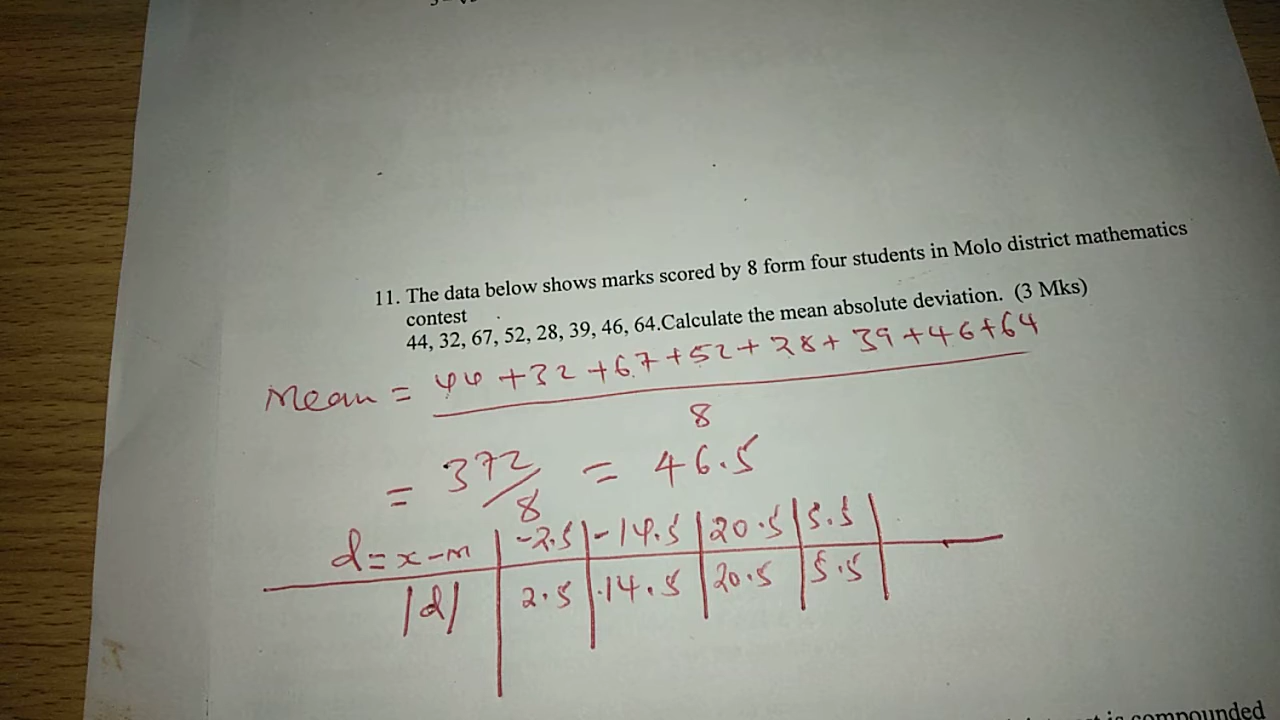 11. The data below shows marks scored by 8 form four students in Molo district mathematics
contest
44, 32, 67, 52, 28, 39, 46, 64.Calculate the mean absolute deviation. (3 Mks)
Mean = 44 + 32 + 67 + 52 + 28 + 39 + 46 + 64
8
= 372/8 = 46.5
d = x - m | -2.5 | -14.5 | 20.5 | 5.5 |
|d| | 2.5 | 14.5 | 20.5 | 5.5 |
is compounded